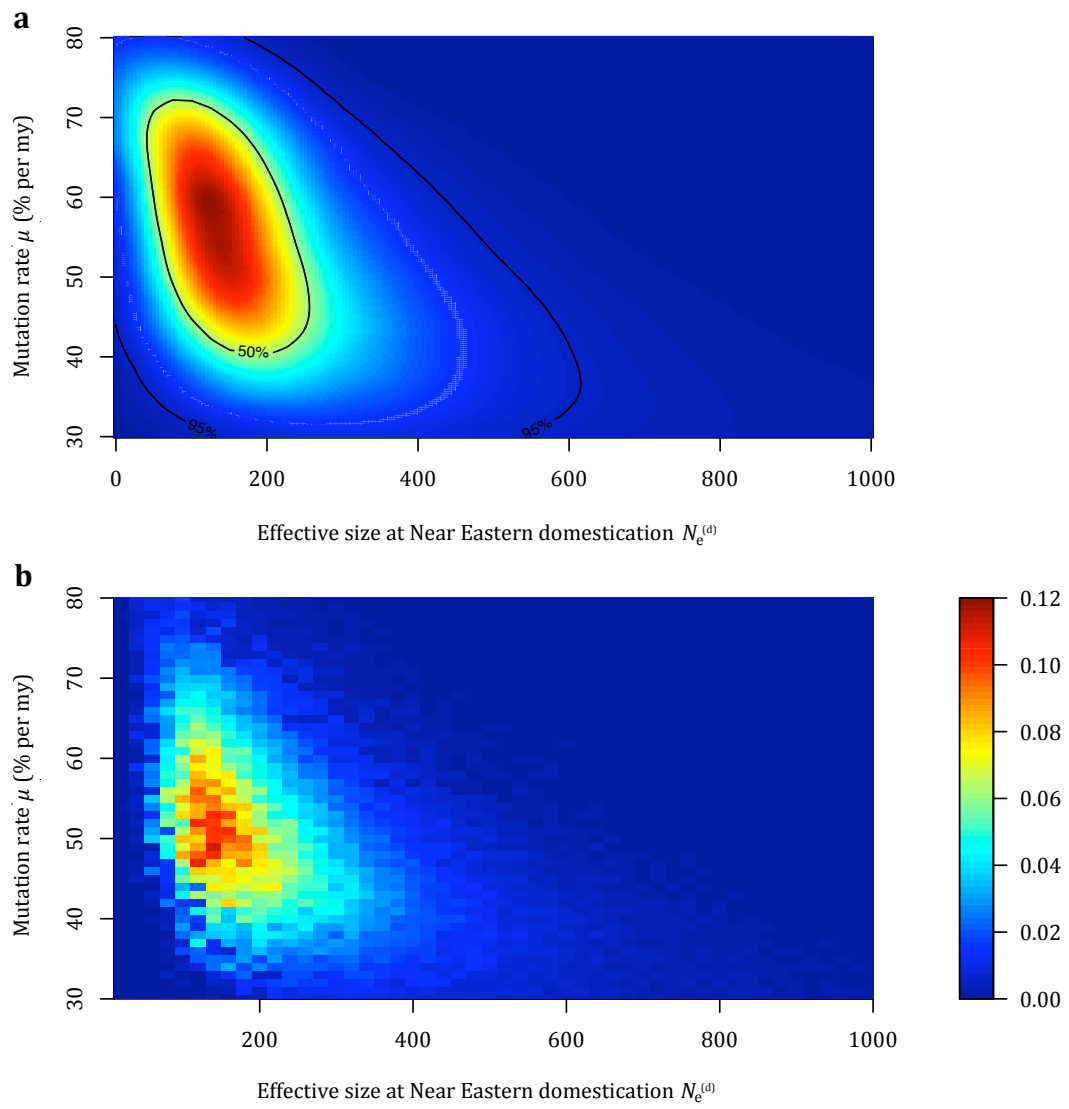 a
80
70
60
50
40
30
Mutation rate μ (% per my)
50%
95%
95%
0 200 400 600 800 1000
Effective size at Near Eastern domestication Ne(d)
b
80
70
60
50
40
30
Mutation rate μ (% per my)
200 400 600 800 1000
Effective size at Near Eastern domestication Ne(d)
0.12
0.10
0.08
0.06
0.04
0.02
0.00